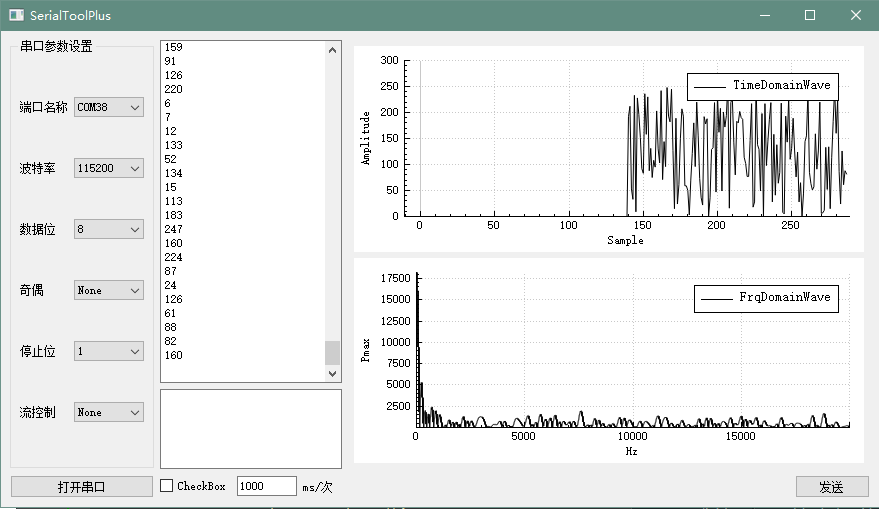 SerialToolPlus
串口参数设置
端口名称 COM38
波特率 115200
数据位 8
奇偶 None
停止位 1
流控制 None
打开串口
159
91
126
220
6
7
12
133
52
134
15
113
183
247
160
224
87
24
126
61
88
82
160
CheckBox 1000 ms/次
TimeDomainWave
Amplitude
300
250
200
150
100
50
0
0 50 100 150 200 250
Sample
FrqDomainWave
Pmax
17500
15000
12500
10000
7500
5000
2500
0 5000 10000 15000
Hz
发送